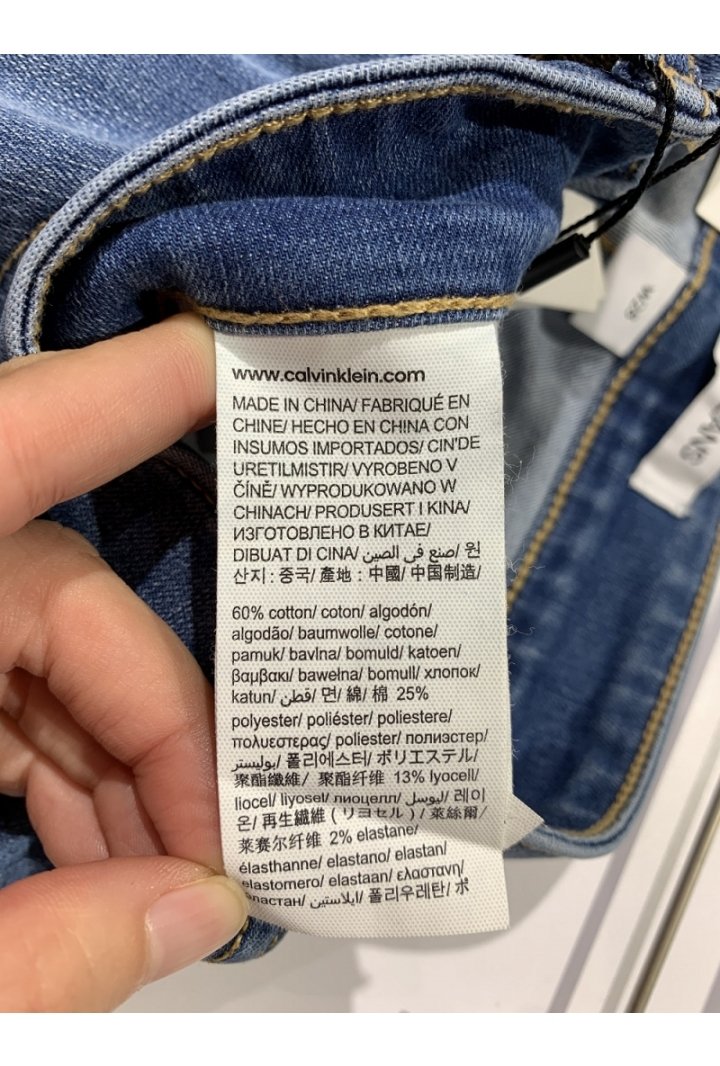 www.calvinklein.com
MADE IN CHINA/ FABRIQUÉ EN
CHINE/ HECHO EN CHINA CON
INSUMOS IMPORTADOS/ CIN'DE
URETILMISTIR/ VYROBENO V
ČÍNĚ/ WYPRODUKOWANO W
CHINACH/ PRODUSERT I KINA/
ИЗГОТОВЛЕНО В КИТАЕ/
DIBUAT DI CINA/ صنع في الصين/ 원
산지 : 중국/ 產地 : 中國/ 中国制造/
60% cotton/ coton/ algodón/
algodão/ baumwolle/ cotone/
pamuk/ bavlna/ bomuld/ katoen/
βαμβακι/ bawełna/ bomull/ хлопок/
katun/ قطن/ 면/ 綿/ 棉 25%
polyester/ poliéster/ poliestere/
πολυεστερας/ poliester/ полиэстер/
بوليستر/ 폴리에스터/ ポリエステル/
聚酯纖維/ 聚酯纤维 13% lyocell/
liocel/ liyosel/ лиоцелл/ ليوسل/ 레이
온/ 再生繊維 ( リヨセル ) / 萊絲爾/
莱赛尔纤维 2% elastane/
élasthanne/ elastano/ elastan/
elastomero/ elastaan/ ελαστανη/
эластан/ ايلاستين/ 폴리우레탄/ ポ
W28
JEANS